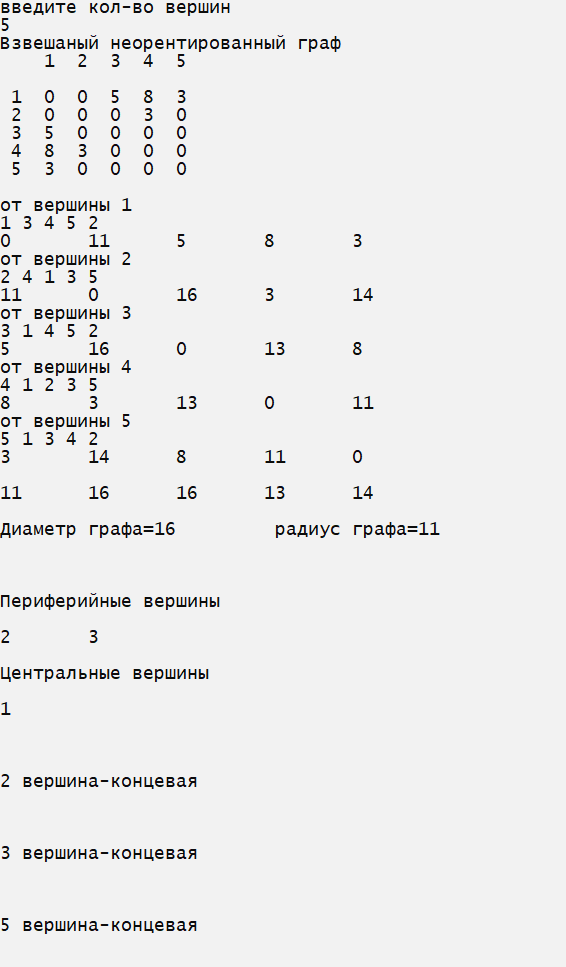 введите кол-во вершин
5
Взвешаный неорентированный граф
1 2 3 4 5
1 0 0 5 8 3
2 0 0 0 3 0
3 5 0 0 0 0
4 8 3 0 0 0
5 3 0 0 0 0
от вершины 1
1 3 4 5 2
0 11 5 8 3
от вершины 2
2 4 1 3 5
11 0 16 3 14
от вершины 3
3 1 4 5 2
5 16 0 13 8
от вершины 4
4 1 2 3 5
8 3 13 0 11
от вершины 5
5 1 3 4 2
3 14 8 11 0
11 16 16 13 14
Диаметр графа=16 радиус графа=11
Периферийные вершины
2 3
Центральные вершины
1
2 вершина-концевая
3 вершина-концевая
5 вершина-концевая